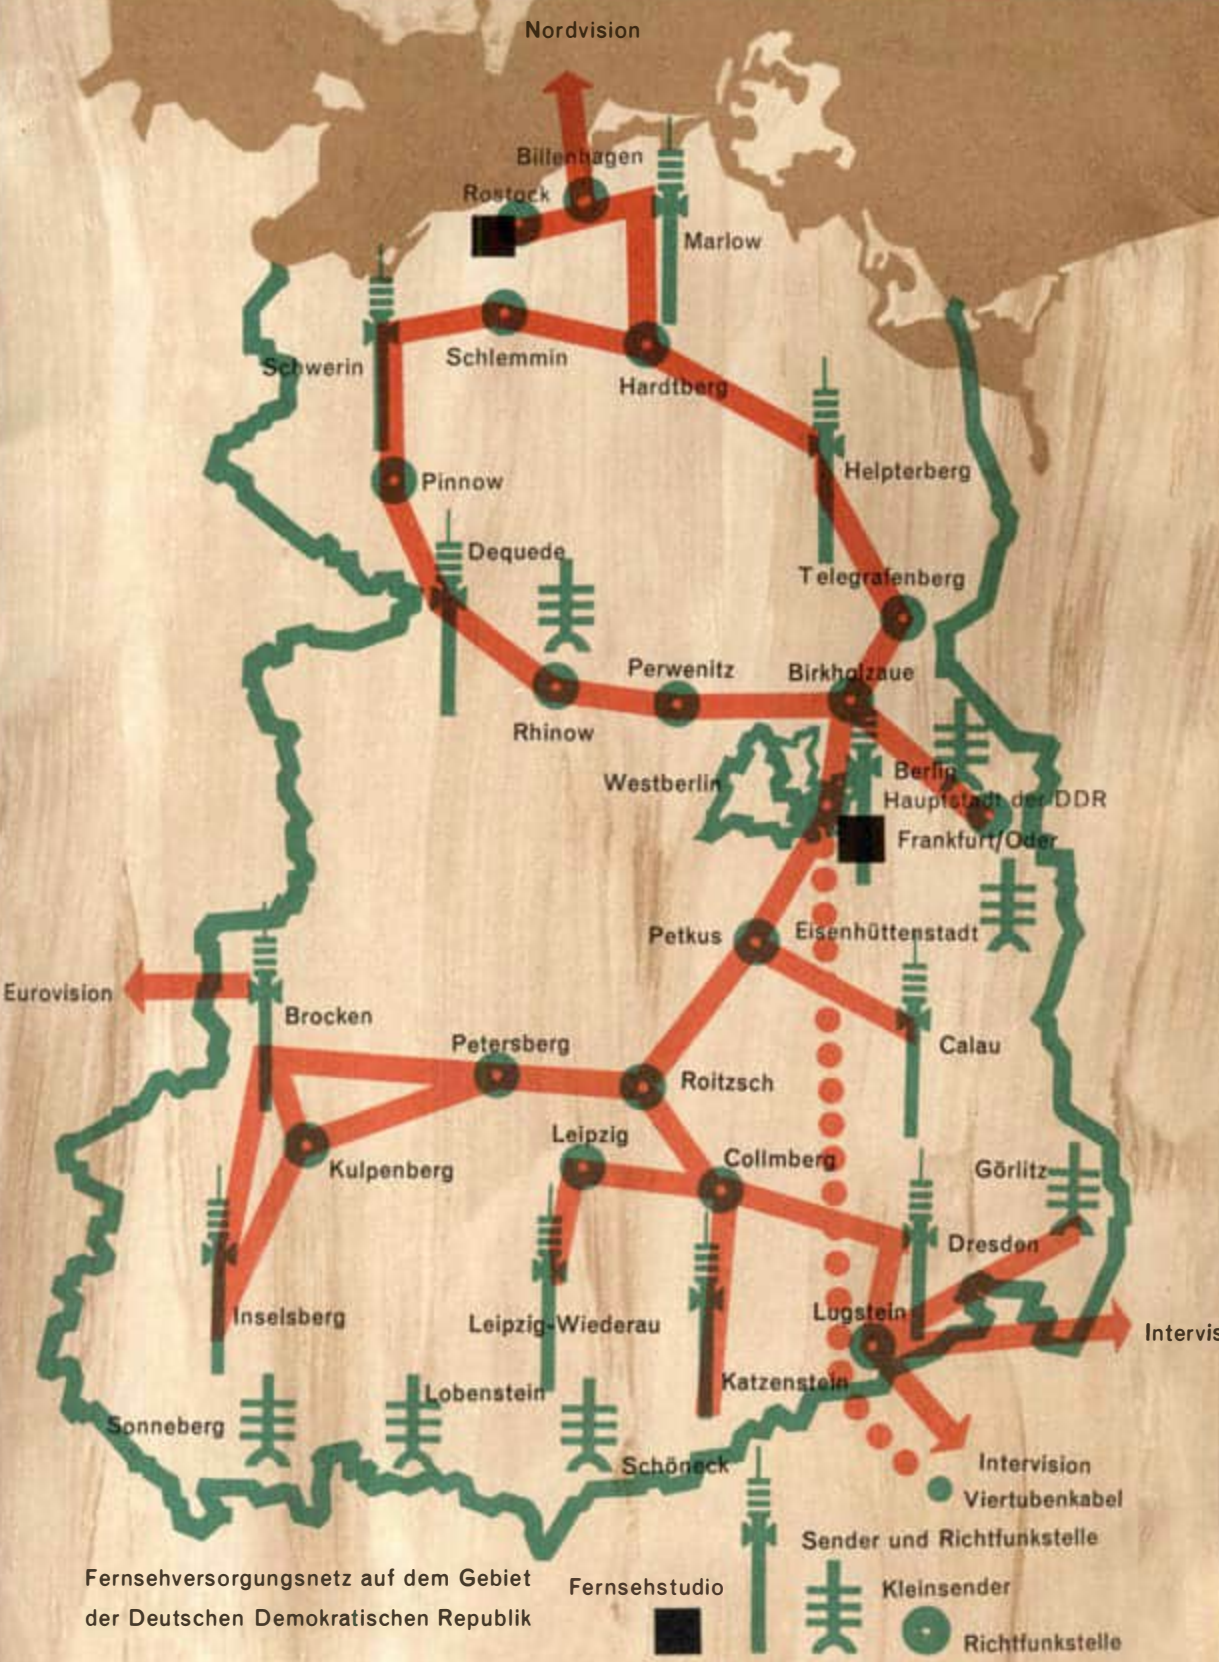 Nordvision
Billenhagen
Rostock
Marlow
Schwerin
Schlemmin
Hardtberg
Helpterberg
Pinnow
Dequede
Telegrafenberg
Perwenitz
Birkholzaue
Rhinow
Westberlin
Berlin
Hauptstadt der DDR
Frankfurt/Oder
Petkus
Eisenhüttenstadt
Eurovision
Brocken
Calau
Petersberg
Roitzsch
Leipzig
Collmberg
Kulpenberg
Görlitz
Dresden
Inselsberg
Leipzig-Wiederau
Lugstein
Intervis
Katzenstein
Lobenstein
Sonneberg
Schöneck
Intervision
Viertubenkabel
Sender und Richtfunkstelle
Fernsehversorgungsnetz auf dem Gebiet
der Deutschen Demokratischen Republik
Fernsehstudio
Kleinsender
Richtfunkstelle